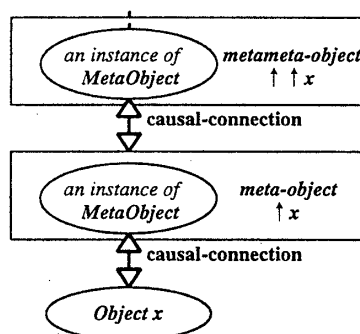 an instance of
MetaObject
metameta-object
↑ ↑ x
causal-connection
an instance of
MetaObject
meta-object
↑ x
causal-connection
Object x